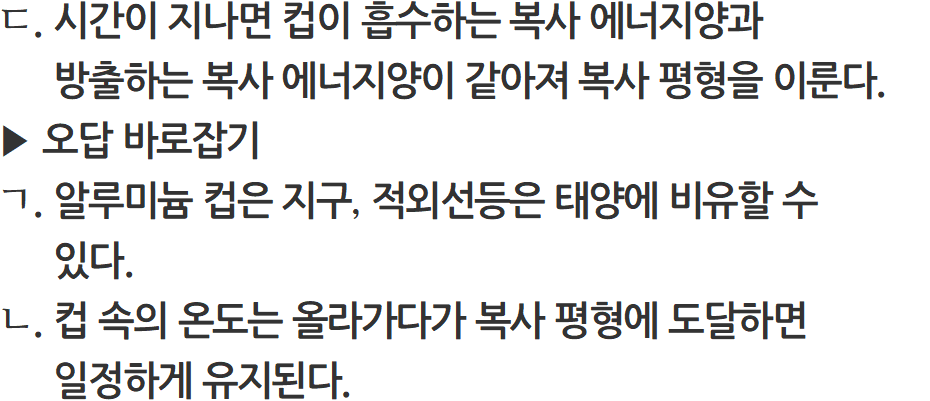 ㄷ. 시간이 지나면 컵이 흡수하는 복사 에너지양과
방출하는 복사 에너지양이 같아져 복사 평형을 이룬다.
▶ 오답 바로잡기
ㄱ. 알루미늄 컵은 지구, 적외선등은 태양에 비유할 수
있다.
ㄴ. 컵 속의 온도는 올라가다가 복사 평형에 도달하면
일정하게 유지된다.